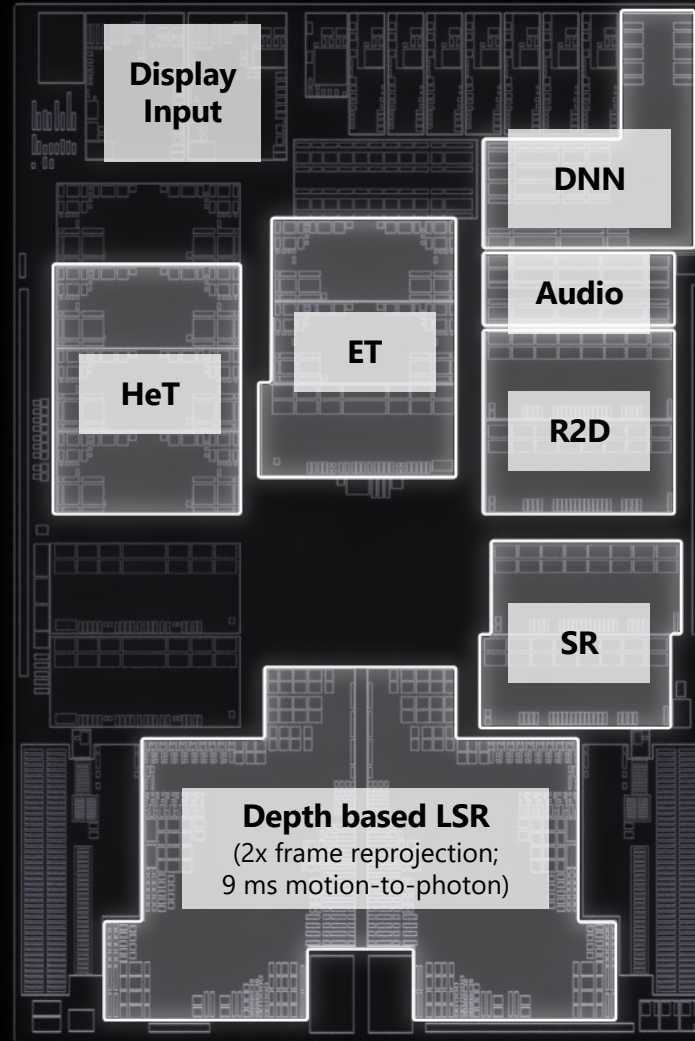 Display
Input
DNN
Audio
ET
HeT
R2D
SR
Depth based LSR
(2x frame reprojection;
9 ms motion-to-photon)